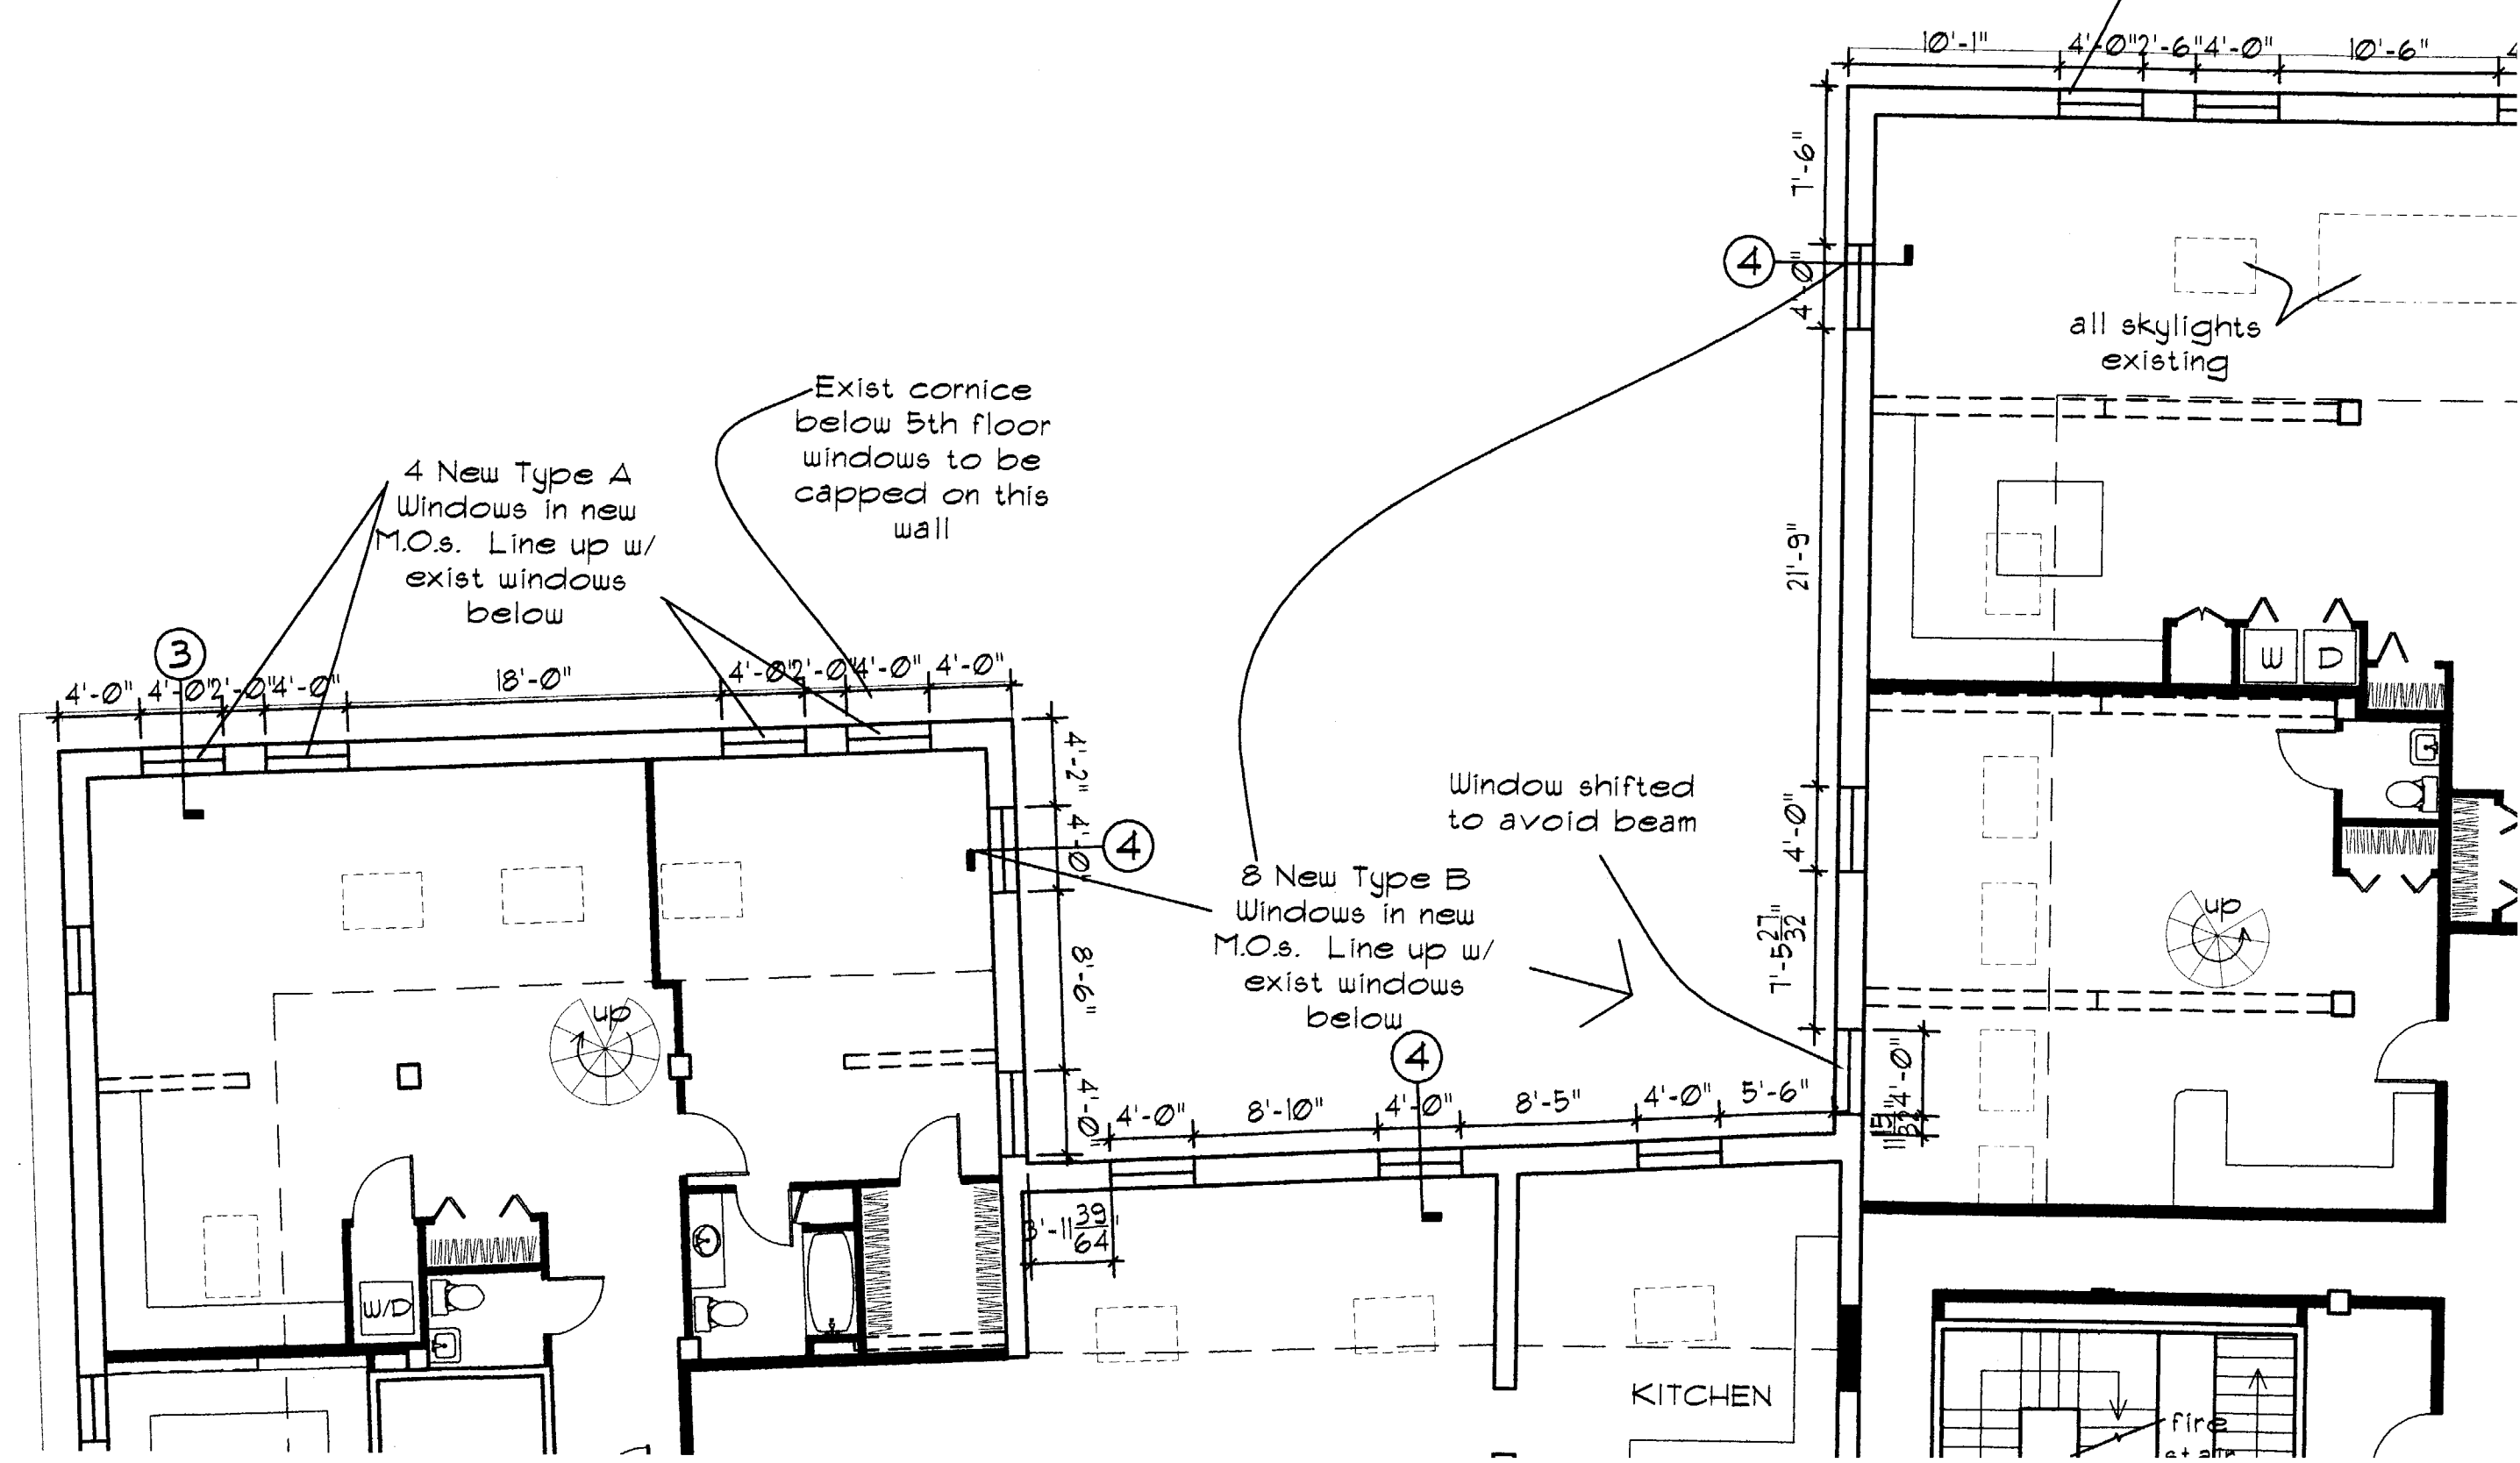 10'-1"
4'-0"
2'-6"
4'-0"
10'-6"
7'-6"
4
4'-0"
all skylights
existing
Exist cornice
below 5th floor
windows to be
capped on this
wall
4 New Type A
Windows in new
M.O.s. Line up w/
exist windows
below
21'-9"
3
4'-0"
4'-0"
2'-0"
4'-0"
18'-0"
4'-0"
2'-0"
4'-0"
4'-0"
W
D
4'-2"
4'-0"
4
8'-6"
4'-0"
Window shifted
to avoid beam
8 New Type B
Windows in new
M.O.s. Line up w/
exist windows
below
4'-0"
7'-5 27/32"
up
up
4
4'-0"
8'-10"
4'-0"
8'-5"
4'-0"
5'-6"
4'-0"
3'-11 39/64"
W/D
KITCHEN
fire
stair